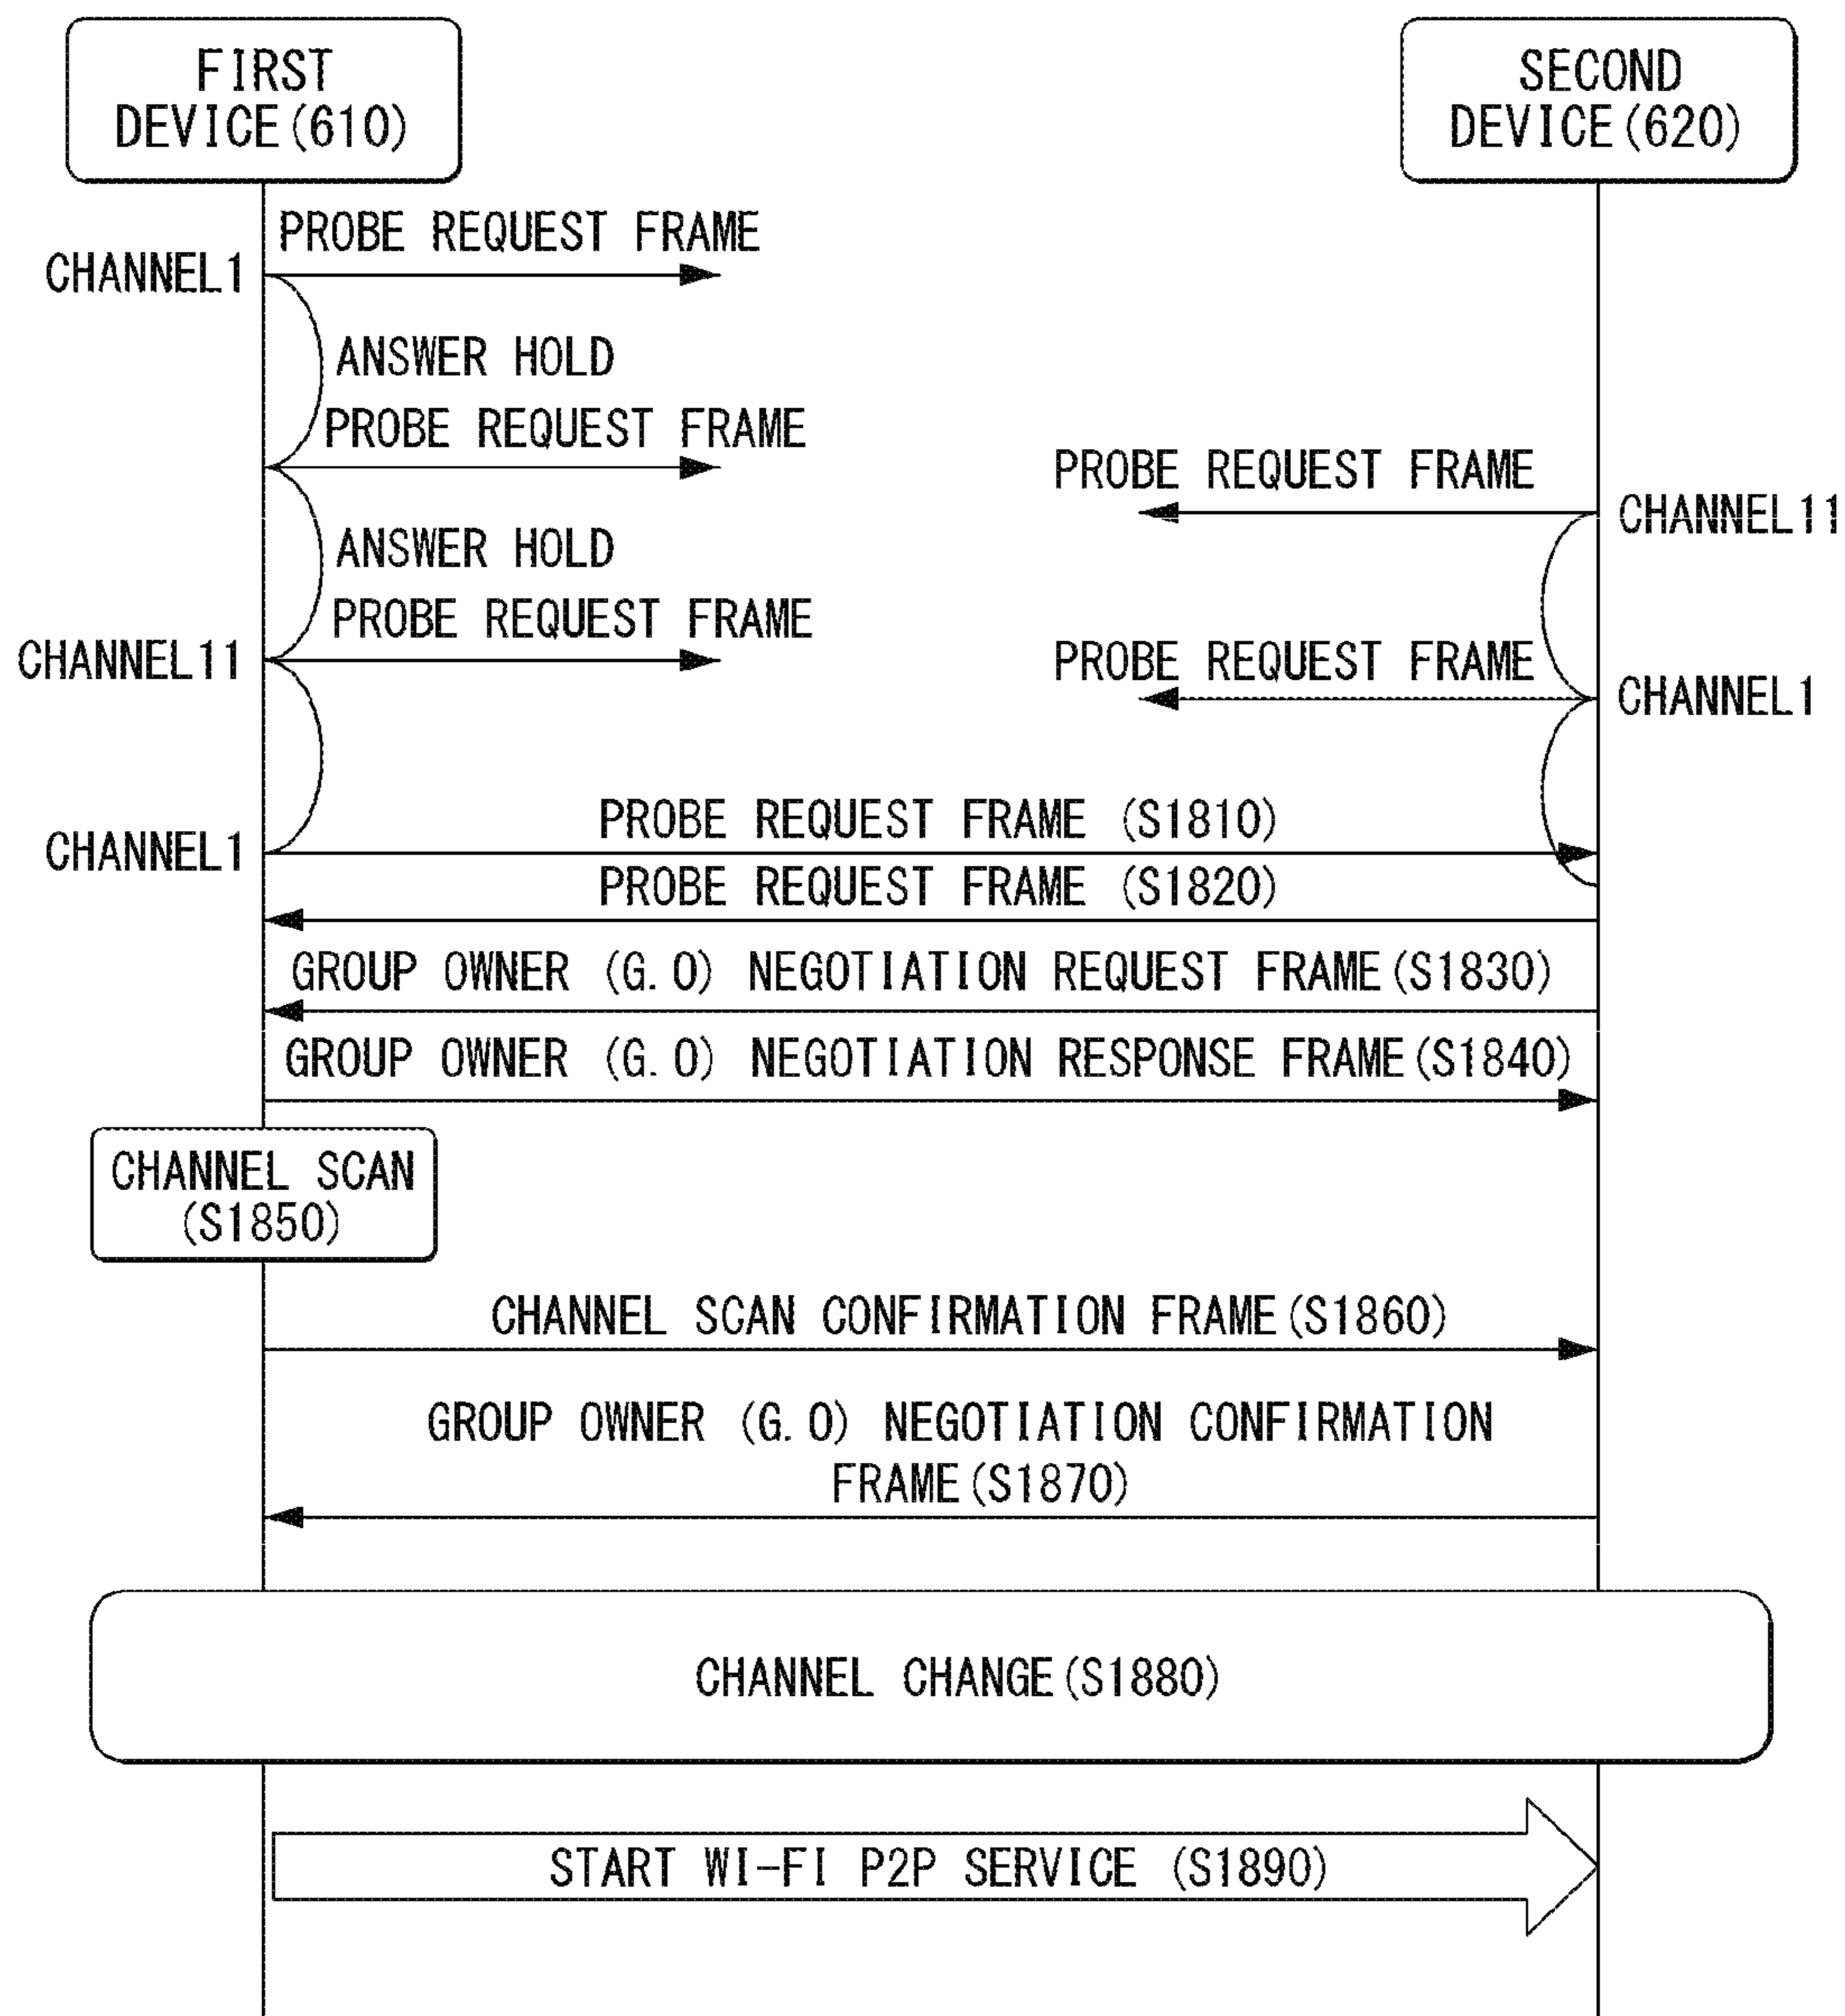 FIRST
DEVICE(610)
SECOND
DEVICE(620)
PROBE REQUEST FRAME
CHANNEL1
ANSWER HOLD
PROBE REQUEST FRAME
PROBE REQUEST FRAME
CHANNEL11
ANSWER HOLD
PROBE REQUEST FRAME
CHANNEL11
PROBE REQUEST FRAME
CHANNEL1
PROBE REQUEST FRAME (S1810)
CHANNEL1
PROBE REQUEST FRAME (S1820)
GROUP OWNER (G.O) NEGOTIATION REQUEST FRAME(S1830)
GROUP OWNER (G.O) NEGOTIATION RESPONSE FRAME(S1840)
CHANNEL SCAN
(S1850)
CHANNEL SCAN CONFIRMATION FRAME(S1860)
GROUP OWNER (G.O) NEGOTIATION CONFIRMATION
FRAME(S1870)
CHANNEL CHANGE(S1880)
START WI-FI P2P SERVICE (S1890)